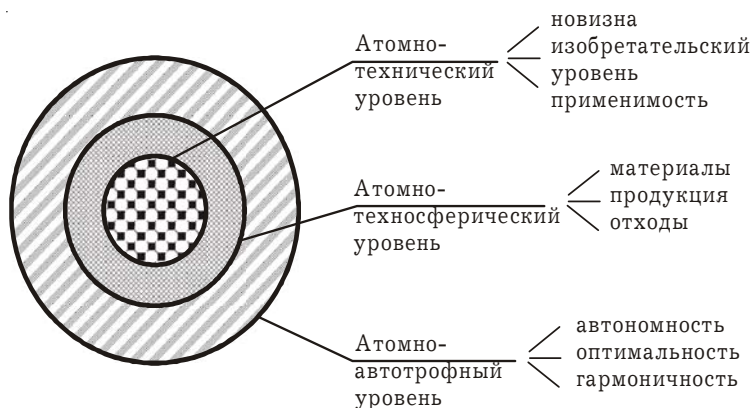 Атомно-
технический
уровень
новизна
изобретательский
уровень
применимость
Атомно-
техносферический
уровень
материалы
продукция
отходы
Атомно-
автотрофный
уровень
автономность
оптимальность
гармоничность